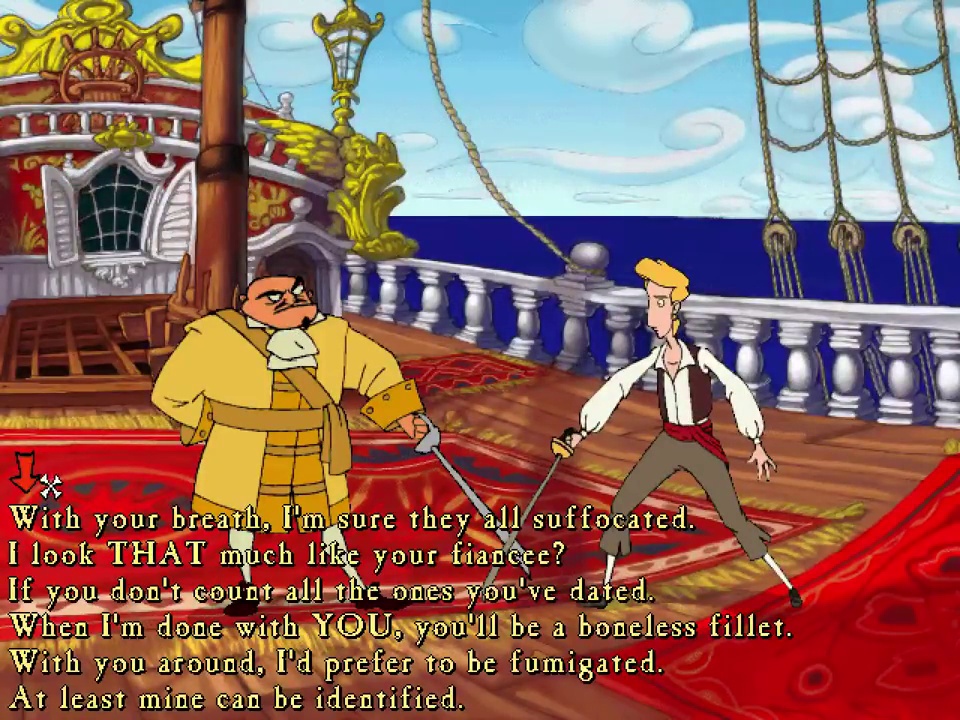 With your breath, I'm sure they all suffocated.
I look THAT much like your fiancee?
If you don't count all the ones you've dated.
When I'm done with YOU, you'll be a boneless fillet.
With you around, I'd prefer to be fumigated.
At least mine can be identified.